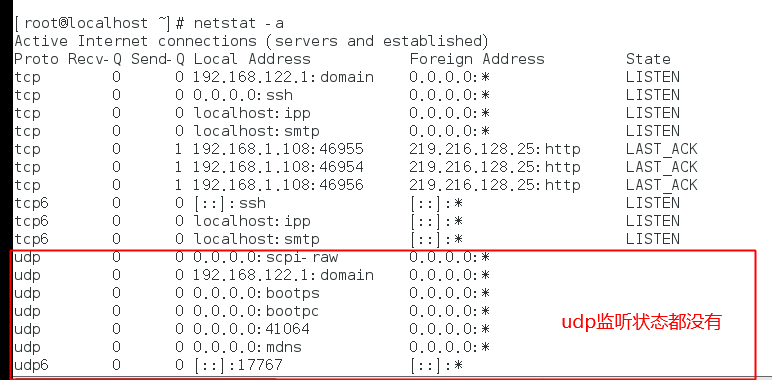 [root@localhost ~]# netstat -a
Active Internet connections (servers and established)
Proto Recv-Q Send-Q Local Address Foreign Address State
tcp 0 0 192.168.122.1:domain 0.0.0.0:* LISTEN
tcp 0 0 0.0.0.0:ssh 0.0.0.0:* LISTEN
tcp 0 0 localhost:ipp 0.0.0.0:* LISTEN
tcp 0 0 localhost:smtp 0.0.0.0:* LISTEN
tcp 0 1 192.168.1.108:46955 219.216.128.25:http LAST_ACK
tcp 0 1 192.168.1.108:46954 219.216.128.25:http LAST_ACK
tcp 0 1 192.168.1.108:46956 219.216.128.25:http LAST_ACK
tcp6 0 0 [::]:ssh [::]:* LISTEN
tcp6 0 0 localhost:ipp [::]:* LISTEN
tcp6 0 0 localhost:smtp [::]:* LISTEN
udp 0 0 0.0.0.0:scpi-raw 0.0.0.0:*
udp 0 0 192.168.122.1:domain 0.0.0.0:*
udp 0 0 0.0.0.0:bootps 0.0.0.0:*
udp 0 0 0.0.0.0:bootpc 0.0.0.0:*
udp 0 0 0.0.0.0:41064 0.0.0.0:*
udp 0 0 0.0.0.0:mdns 0.0.0.0:*
udp6 0 0 [::]:17767 [::]:*
udp监听状态都没有